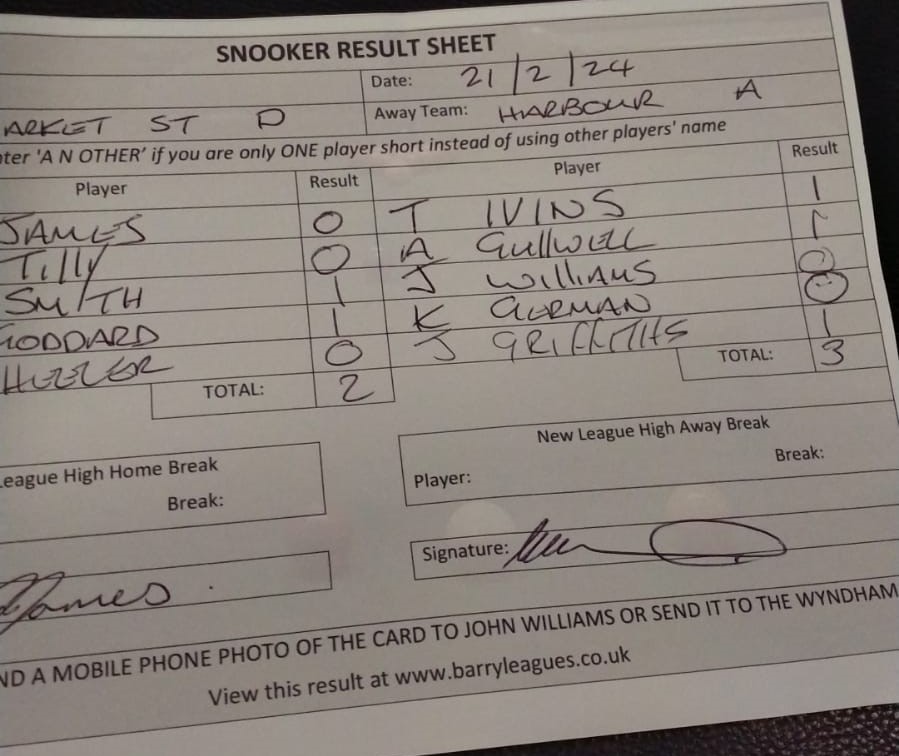 SNOOKER RESULT SHEET
Date: 21/2/24
ARKET ST D Away Team: HARBOUR A
nter 'A N OTHER' if you are only ONE player short instead of using other players' name
Player Result Player Result
JAMES 0 T IVINS 1
TILLY 0 A GULLWELL 1
SMITH 1 J WILLIAMS 0
GODDARD 1 K GORMAN 0
0 J GRIFFITHS 1
TOTAL: 2 TOTAL: 3
League High Home Break New League High Away Break
Break: Player: Break:
James Signature:
ND A MOBILE PHONE PHOTO OF THE CARD TO JOHN WILLIAMS OR SEND IT TO THE WYNDHAM
View this result at www.barryleagues.co.uk